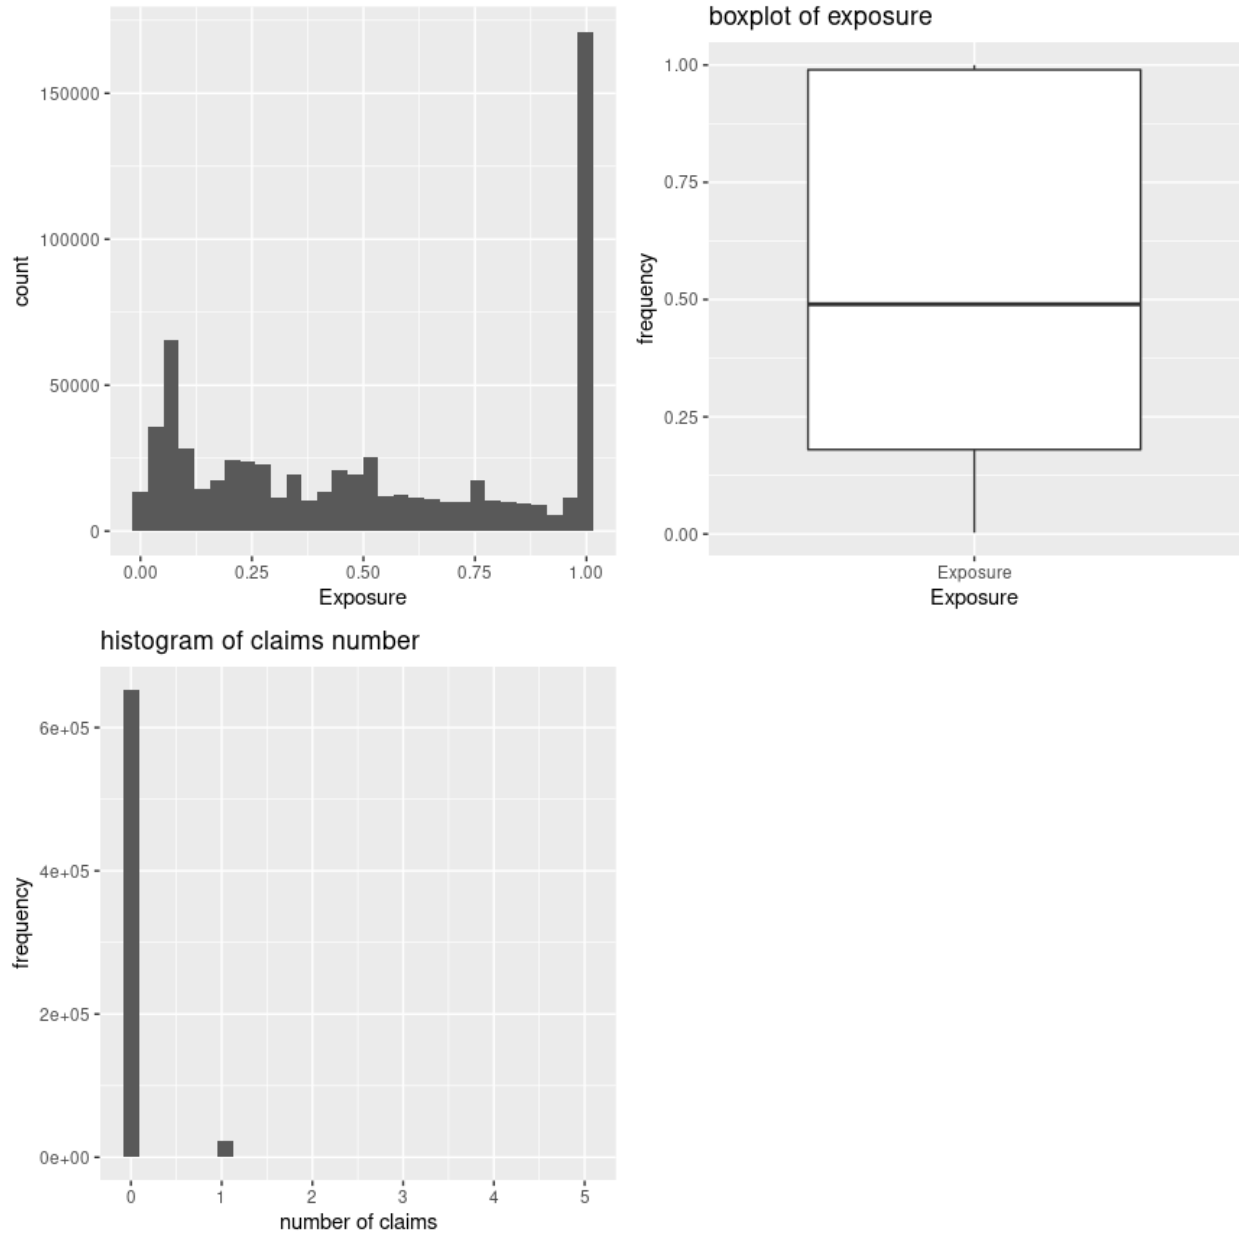 150000
100000
50000
0
count
0.00 0.25 0.50 0.75 1.00
Exposure
boxplot of exposure
1.00
0.75
0.50
0.25
0.00
frequency
Exposure
Exposure
histogram of claims number
6e+05
4e+05
2e+05
0e+00
frequency
0 1 2 3 4 5
number of claims